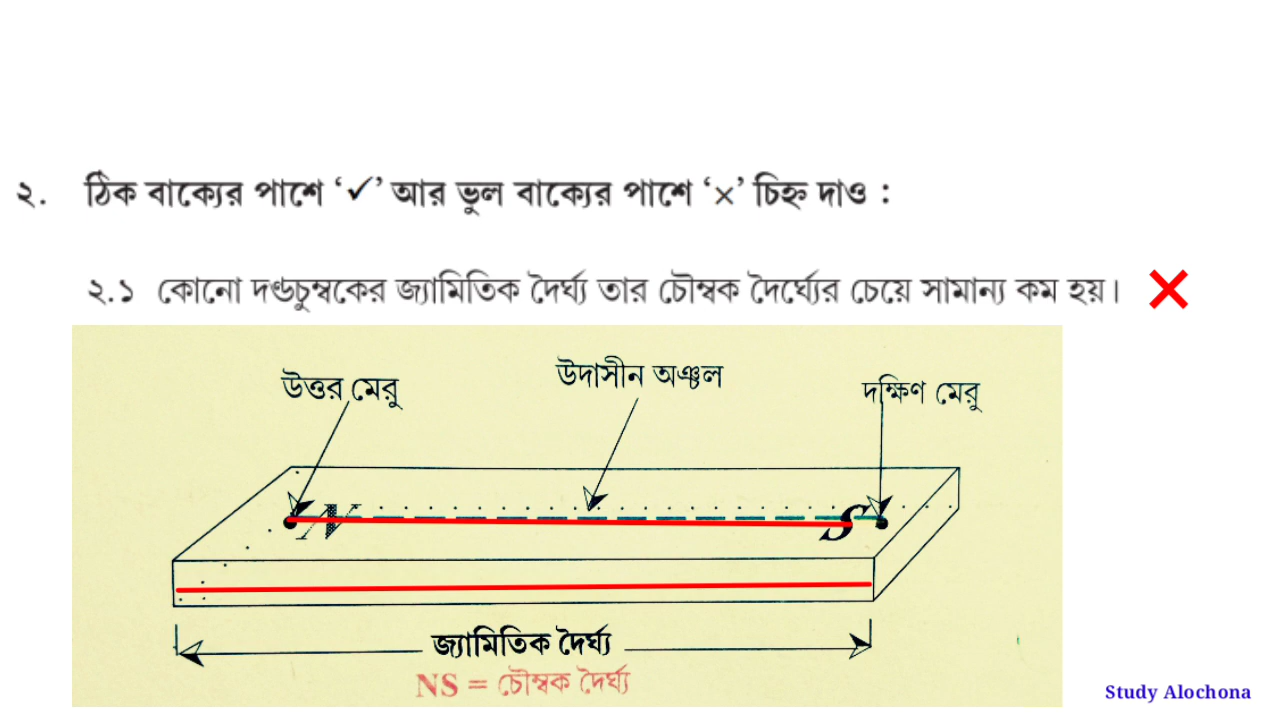 ২. ঠিক বাক্যের পাশে ‘✓’ আর ভুল বাক্যের পাশে ‘×’ চিহ্ন দাও :
২.১ কোনো দণ্ডচুম্বকের জ্যামিতিক দৈর্ঘ্য তার চৌম্বক দৈর্ঘ্যের চেয়ে সামান্য কম হয়। ❌
উত্তর মেরু উদাসীন অঞ্চল দক্ষিণ মেরু
N S
জ্যামিতিক দৈর্ঘ্য
NS = চৌম্বক দৈর্ঘ্য
Study Alochona